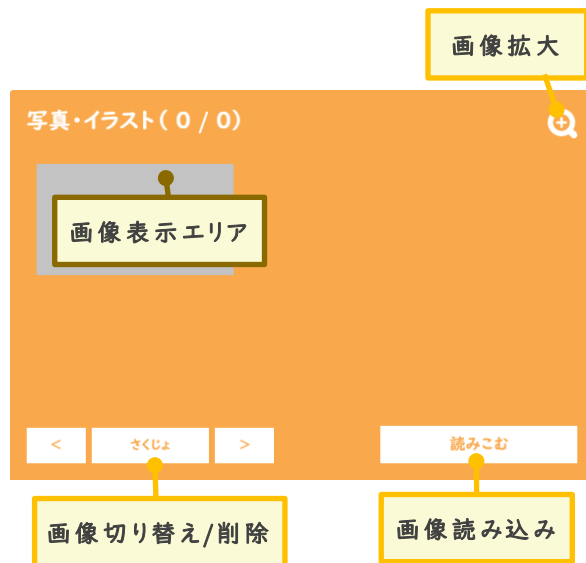 画像拡大
写真・イラスト( 0 / 0)
画像表示エリア
< さくじょ > 読みこむ
画像切り替え/削除 画像読み込み